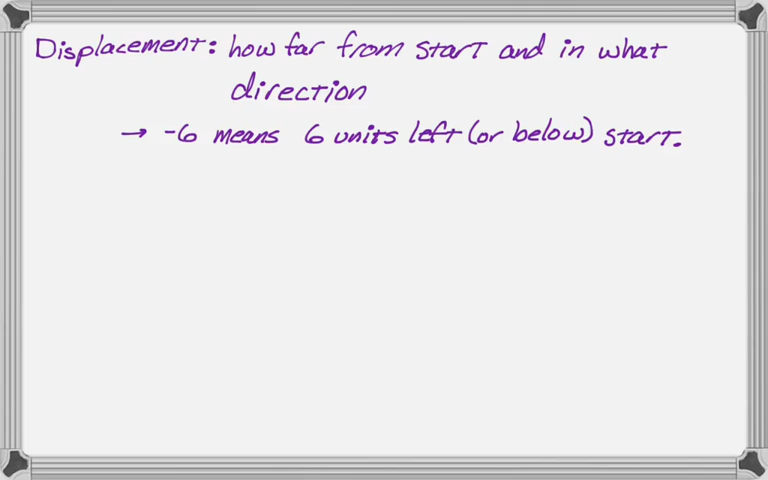 Displacement: how far from start and in what
direction
→ -6 means 6 units left (or below) start.